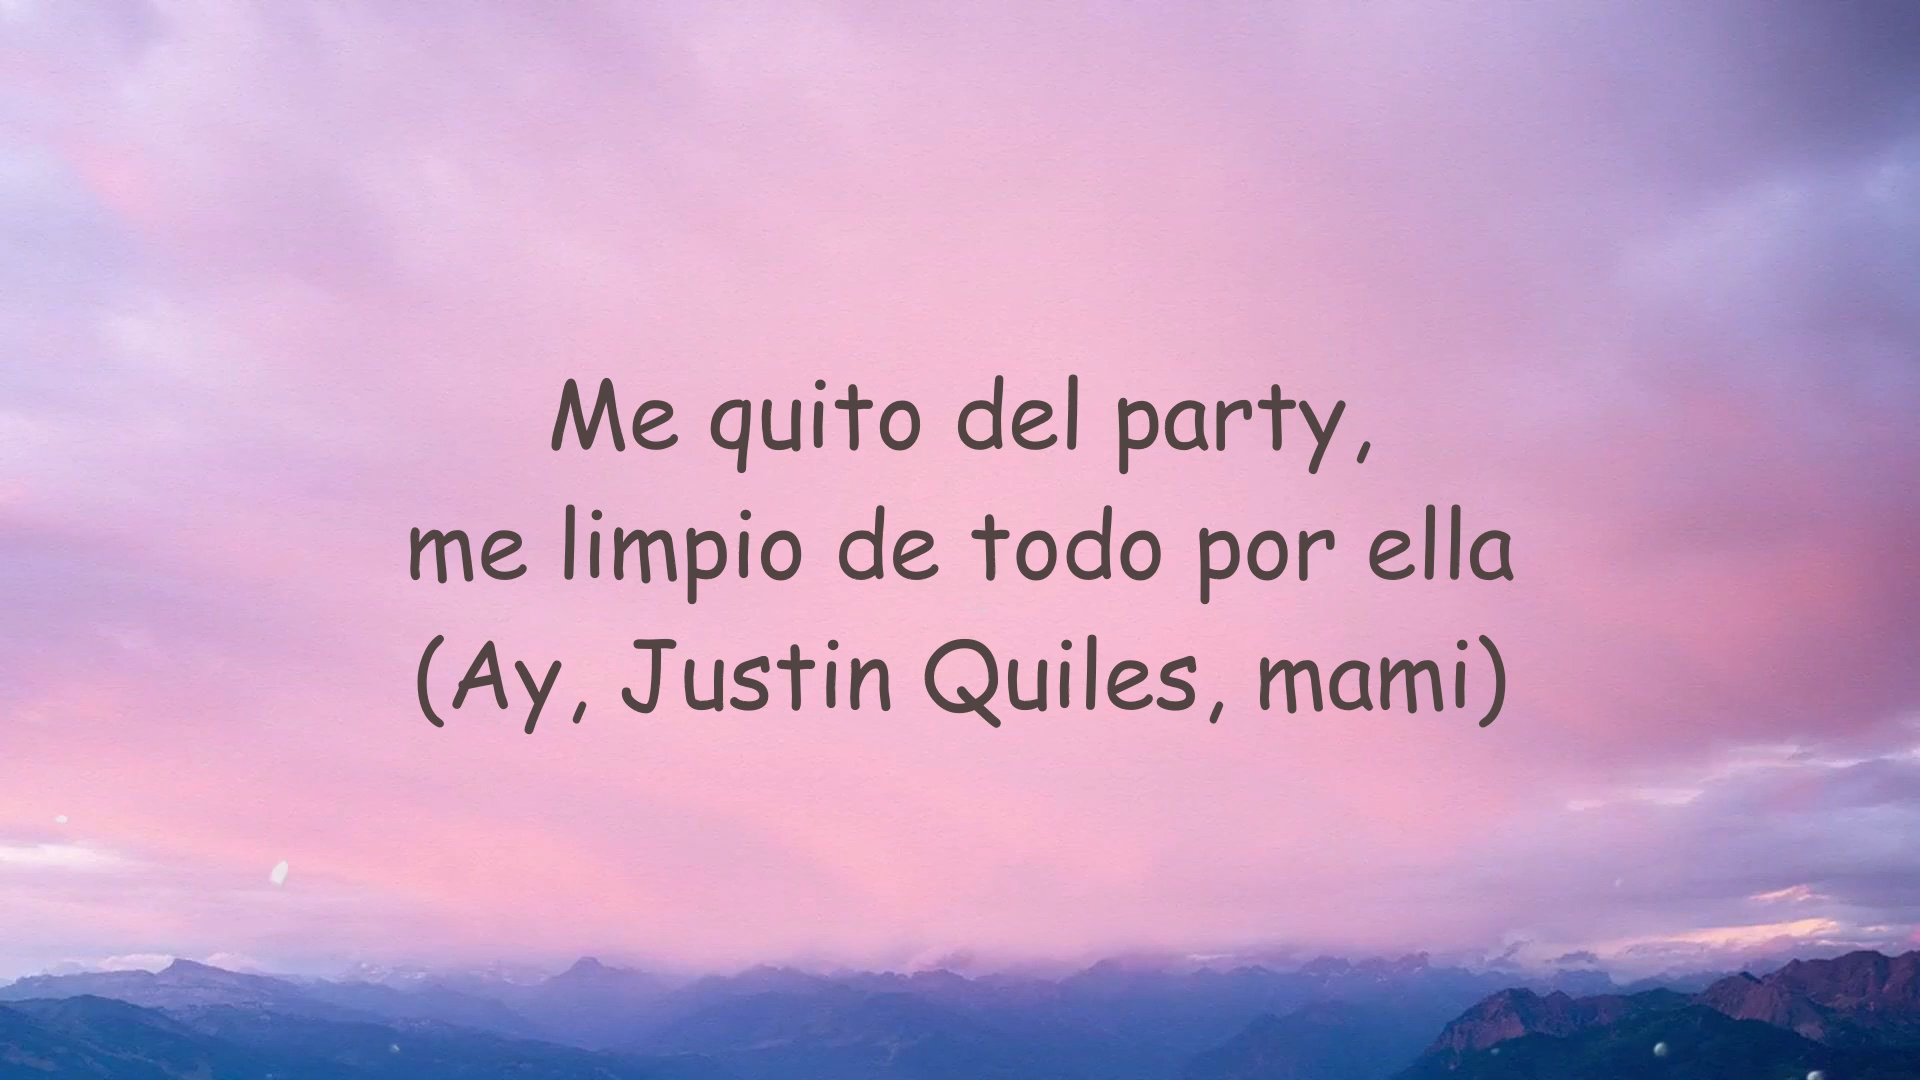 Me quito del party,
me limpio de todo por ella
(Ay, Justin Quiles, mami)